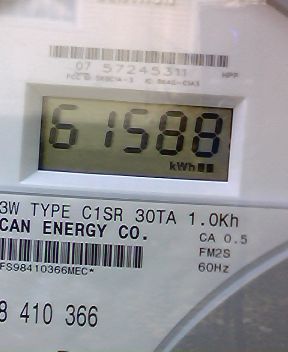 07 57245311
HPP
61588
kWh
3W TYPE C1SR 30TA 1.0Kh
CAN ENERGY CO.
CA 0.5
FM2S
FS98410366MEC*
60Hz
8 410 366